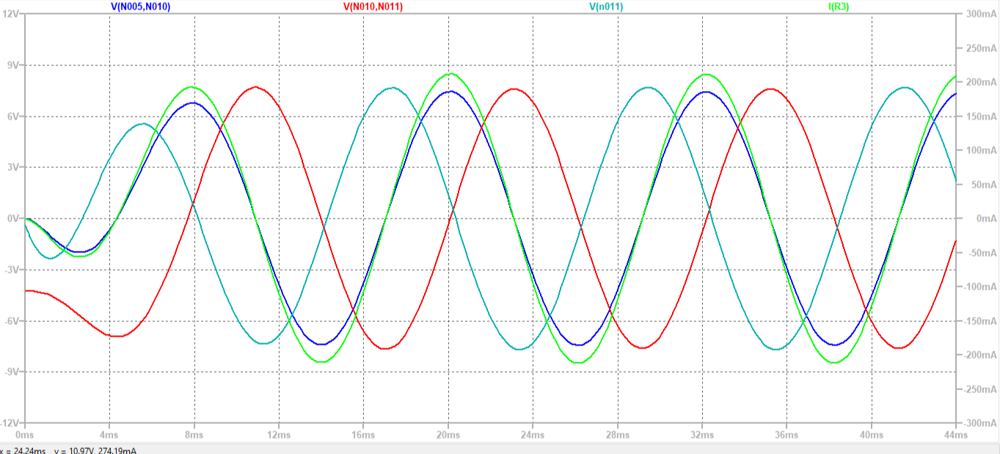 V(N005,N010) V(N010,N011) V(n011) I(R3)
12V 300mA
250mA
9V
200mA
6V 150mA
100mA
3V
50mA
0V 0mA
-50mA
-3V
-100mA
-6V -150mA
-200mA
-9V
-250mA
-12V -300mA
0ms 4ms 8ms 12ms 16ms 20ms 24ms 28ms 32ms 36ms 40ms 44ms
x = 24.24ms y = 10.97V, 274.19mA